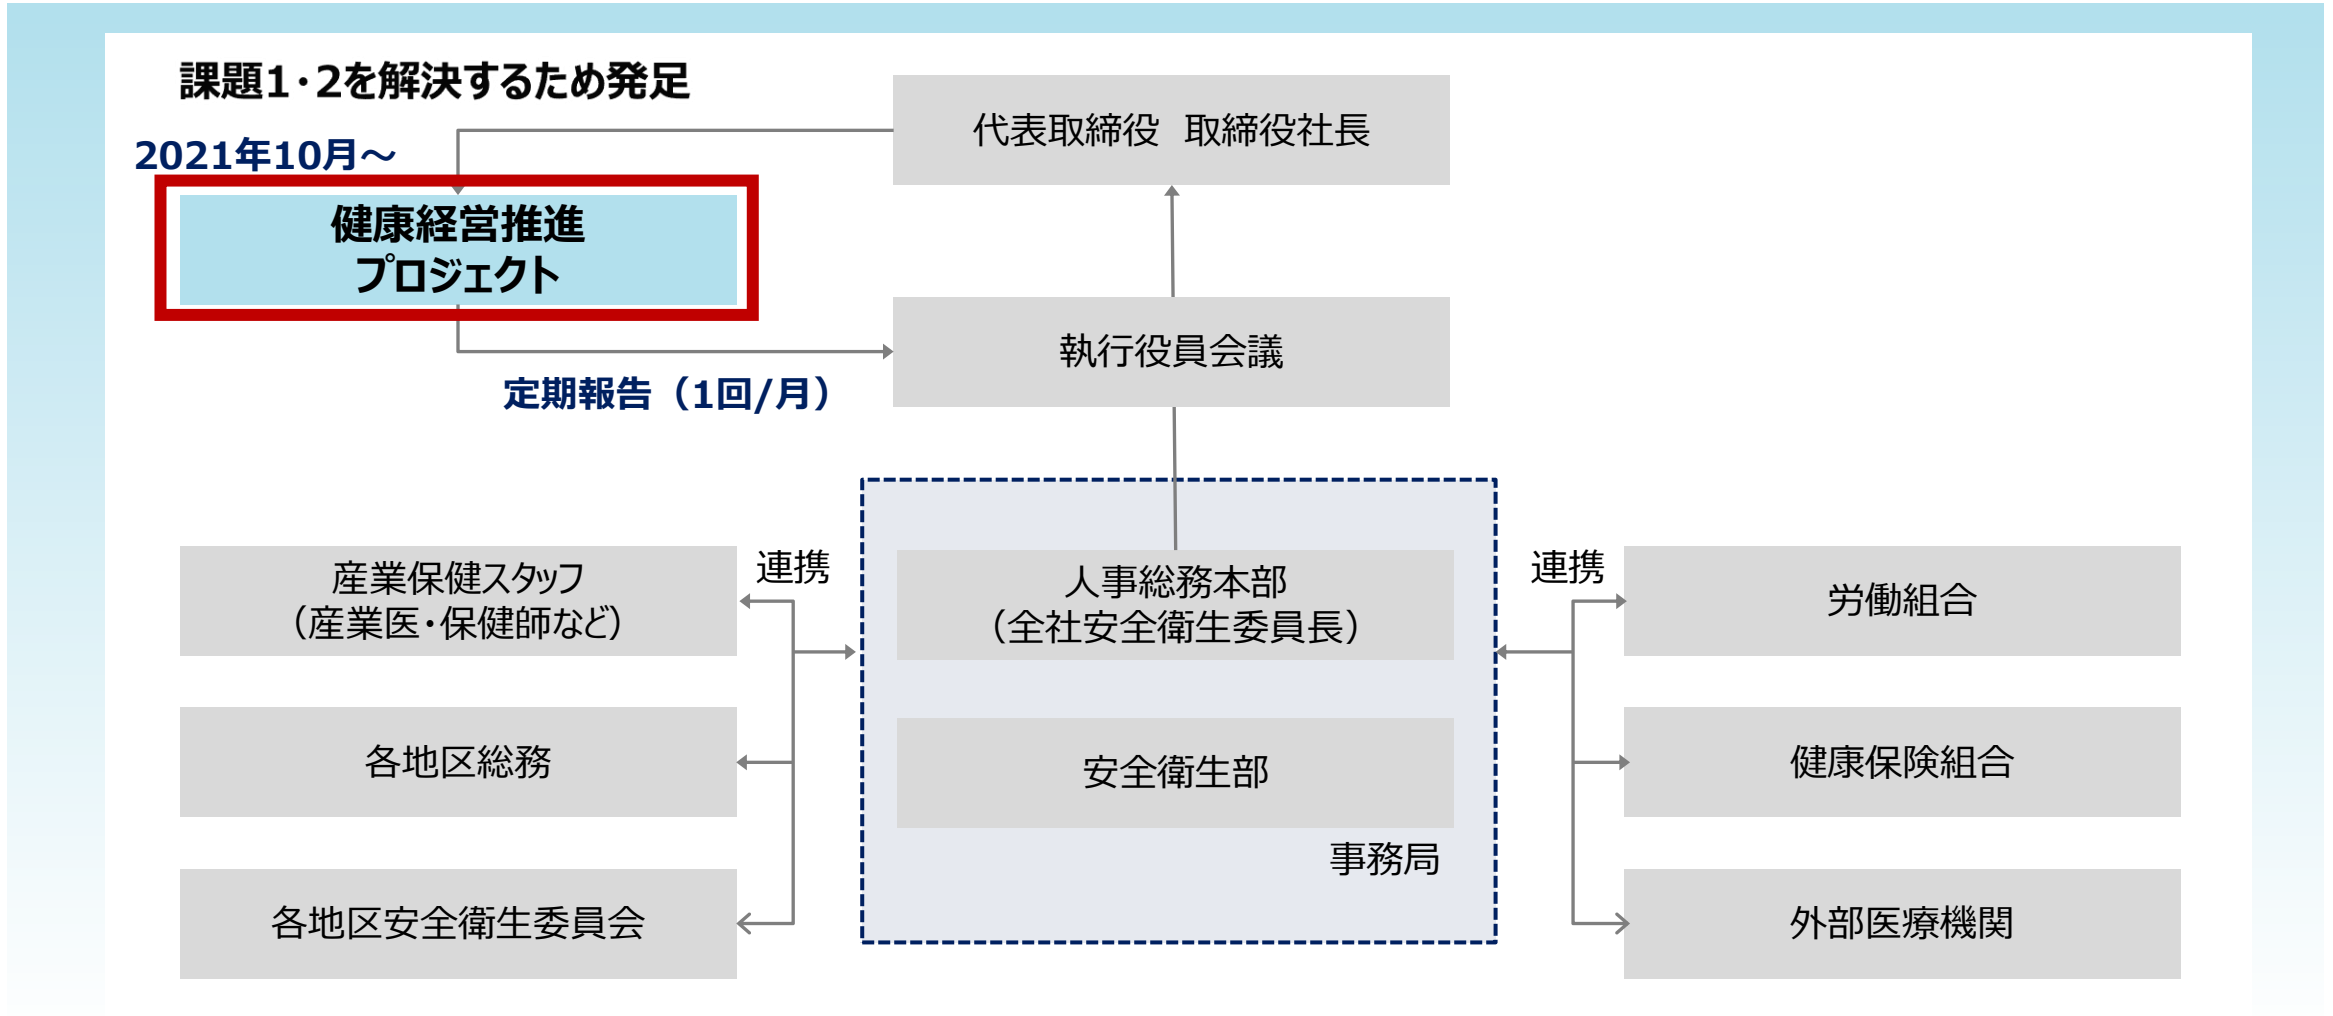 課題1・2を解決するため発足
2021年10月～
健康経営推進
プロジェクト
代表取締役　取締役社長
執行役員会議
定期報告（1回/月）
産業保健スタッフ
（産業医・保健師など）
各地区総務
各地区安全衛生委員会
連携
人事総務本部
（全社安全衛生委員長）
安全衛生部
事務局
連携
労働組合
健康保険組合
外部医療機関